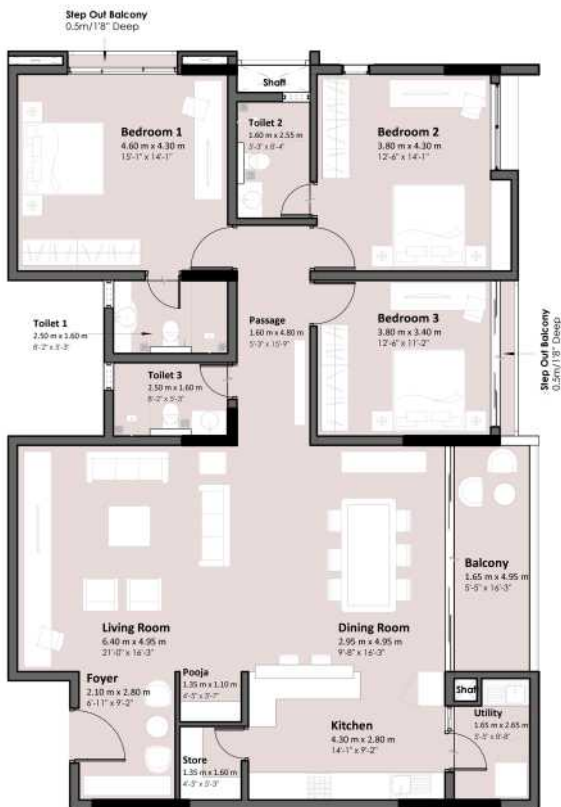 Step Out Balcony
0.5m/1'8" Deep
Shaft
Toilet 2
1.60 m x 2.55 m
5'-3" x 8'-4"
Bedroom 1
4.60 m x 4.30 m
15'-1" x 14'-1"
Bedroom 2
3.80 m x 4.30 m
12'-6" x 14'-1"
Toilet 1
2.50 m x 1.60 m
8'-2" x 5'-3"
Passage
1.60 m x 4.80 m
5'-3" x 15'-9"
Bedroom 3
3.80 m x 3.40 m
12'-6" x 11'-2"
Step Out Balcony
0.5m/1'8" Deep
Toilet 3
2.50 m x 1.60 m
8'-2" x 5'-3"
Balcony
1.65 m x 4.95 m
5'-5" x 16'-3"
Living Room
6.40 m x 4.95 m
21'-0" x 16'-3"
Dining Room
2.95 m x 4.95 m
9'-8" x 16'-3"
Foyer
2.10 m x 2.80 m
6'-11" x 9'-2"
Pooja
1.35 m x 1.10 m
4'-5" x 3'-7"
Shaft
Kitchen
4.30 m x 2.80 m
14'-1" x 9'-2"
Utility
1.65 m x 2.65 m
5'-5" x 8'-8"
Store
1.35 m x 1.60 m
4'-5" x 5'-3"